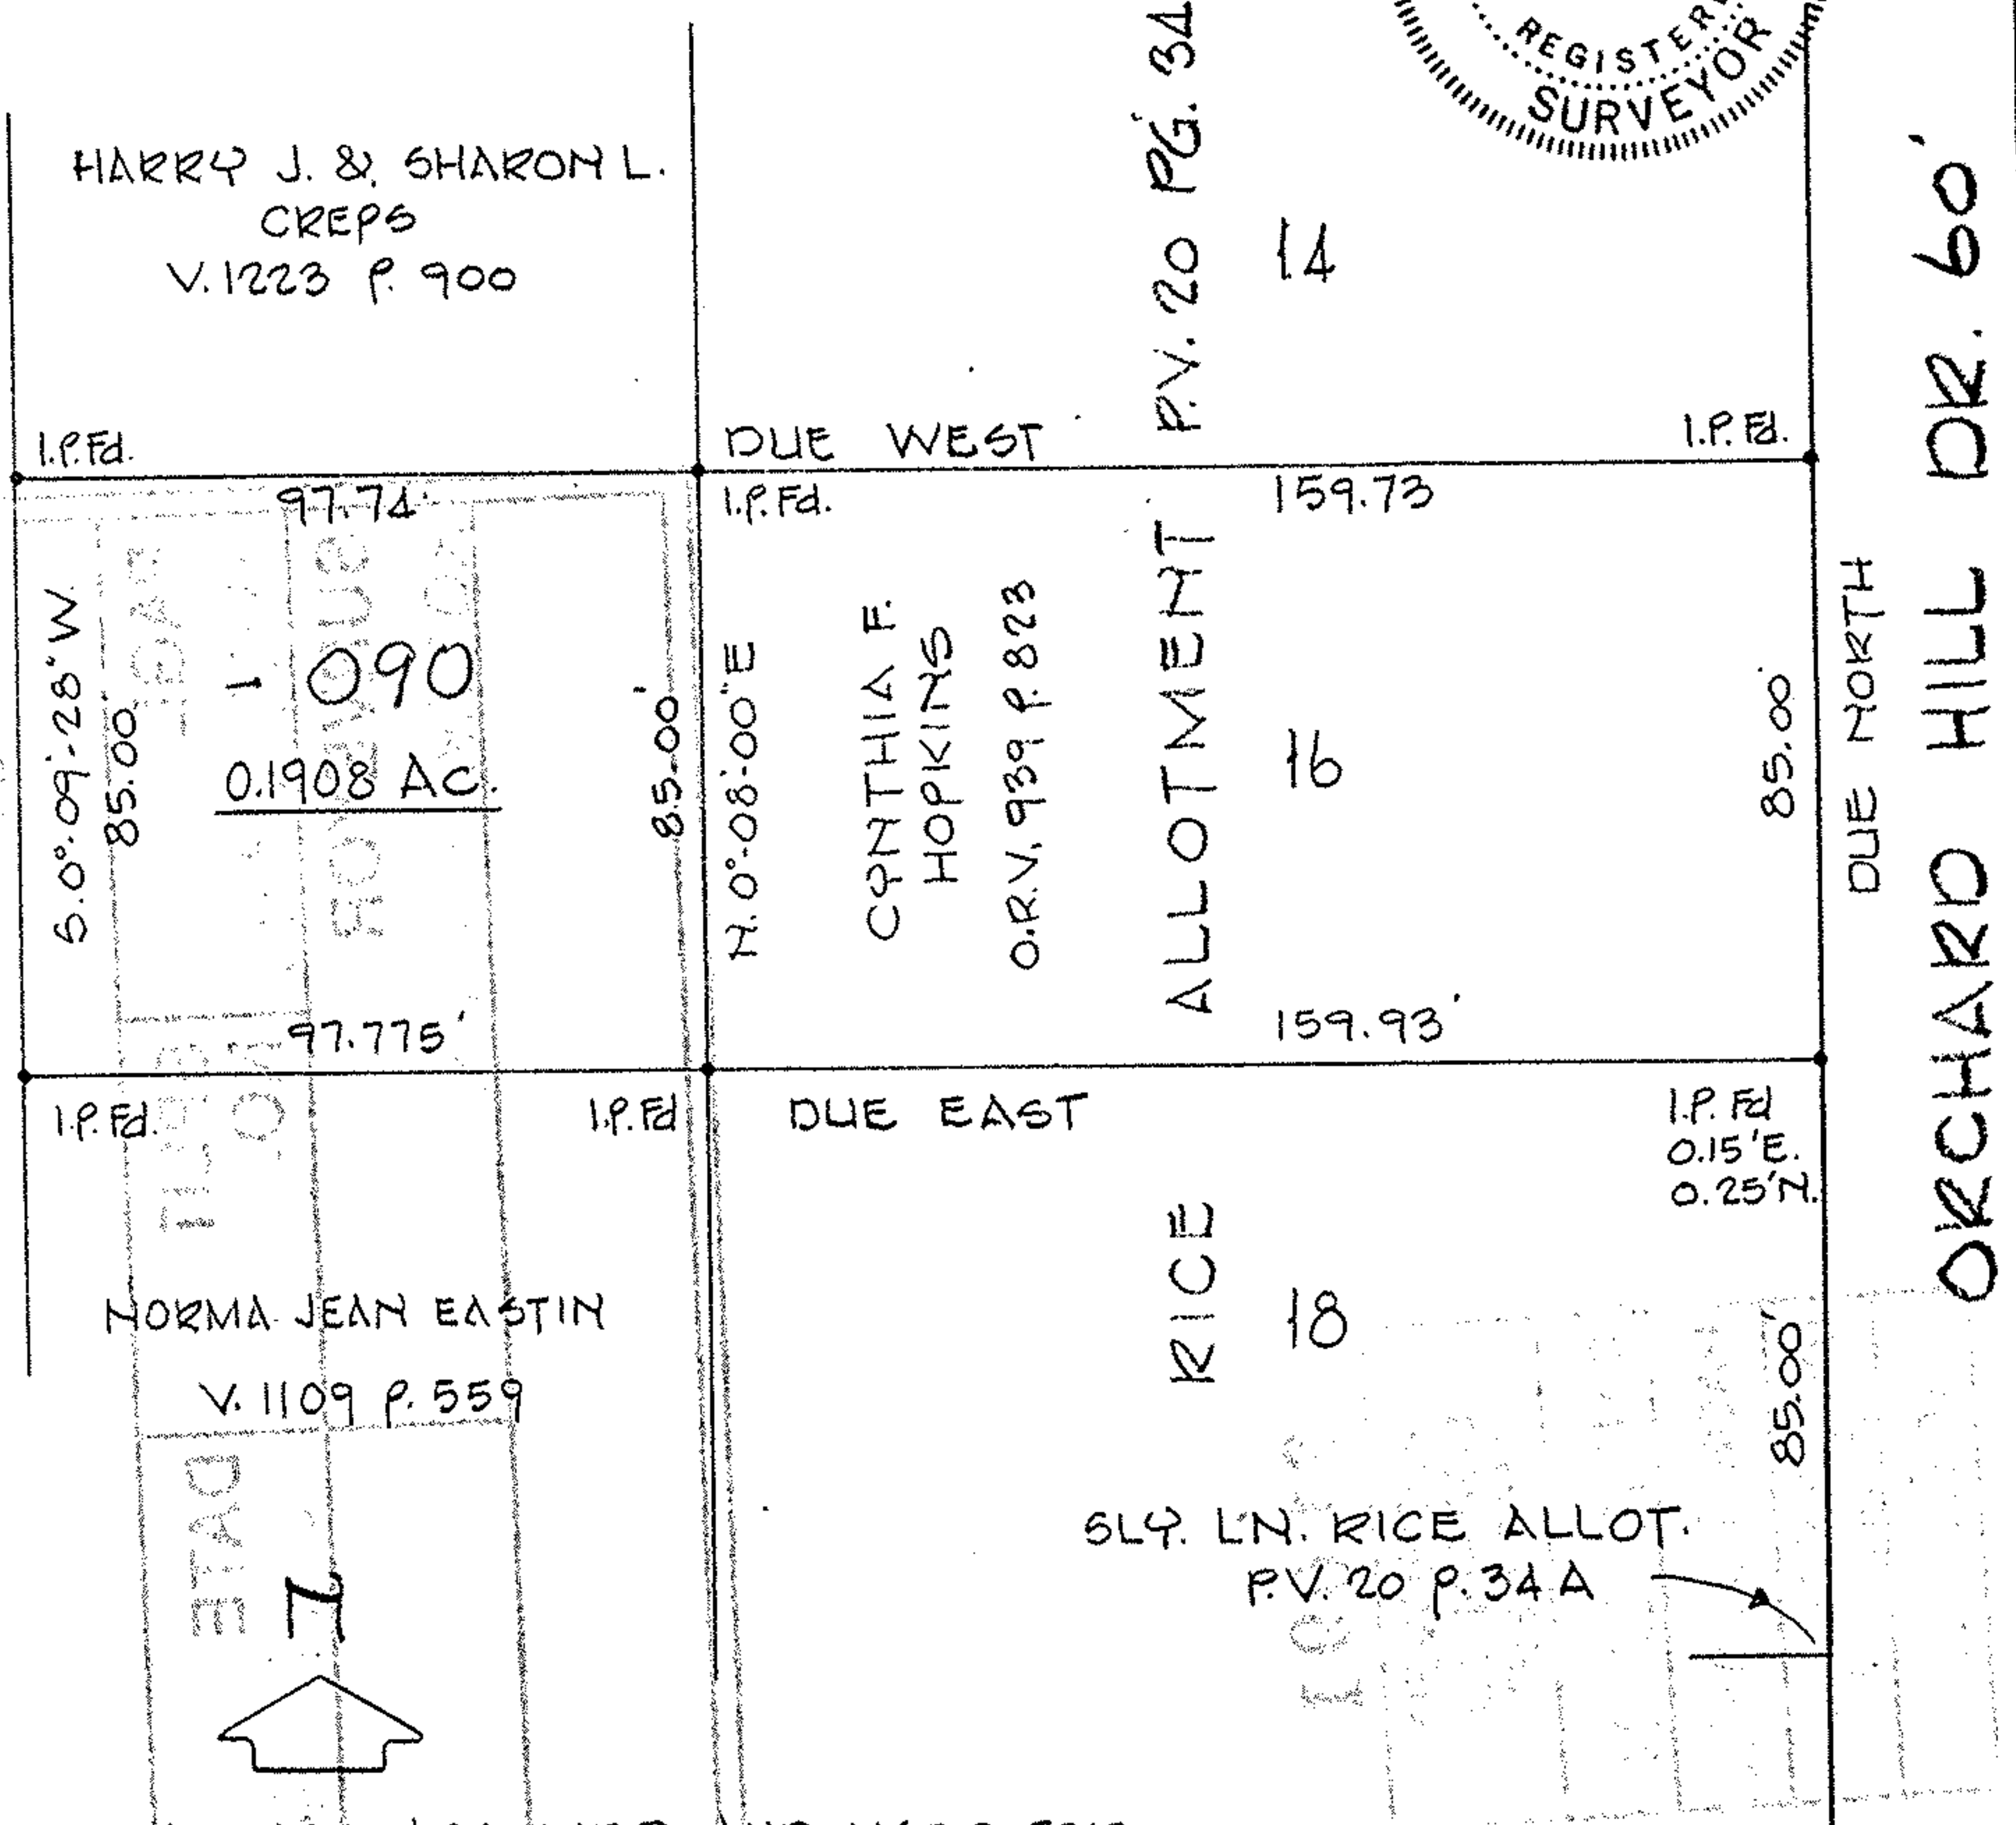 REGISTERE
SURVEYOR
HARRY J. & SHARON L.
CREPS
V. 1223 P. 900
P.V. 20 PG. 34
14
ORCHARD HILL DR. 60'
I.P. Fd.
DUE WEST
I.P. Fd.
97.74'
I.P. Fd.
159.73
S. 0°-09'-28" W.
85.00'
090
0.1908 AC.
85.00'
N. 0°-08'-00" E
CYNTHIA F.
HOPKINS
O.R.V. 939 P. 823
RICE ALLOTMENT
16
85.00'
DUE NORTH
97.775'
159.93'
I.P. Fd.
I.P. Fd
DUE EAST
I.P. Fd
0.15'E.
0.25'N.
NORMA JEAN EASTIN
V. 1109 P. 559
18
85.00'
DATE
SLY. LN. RICE ALLOT.
P.V. 20 P. 34 A
N